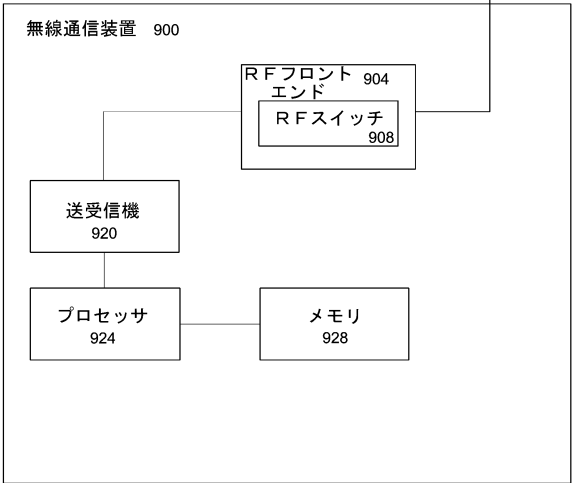 無線通信装置 900
RFフロント 904
エンド
RFスイッチ
908
送受信機
920
プロセッサ
924
メモリ
928